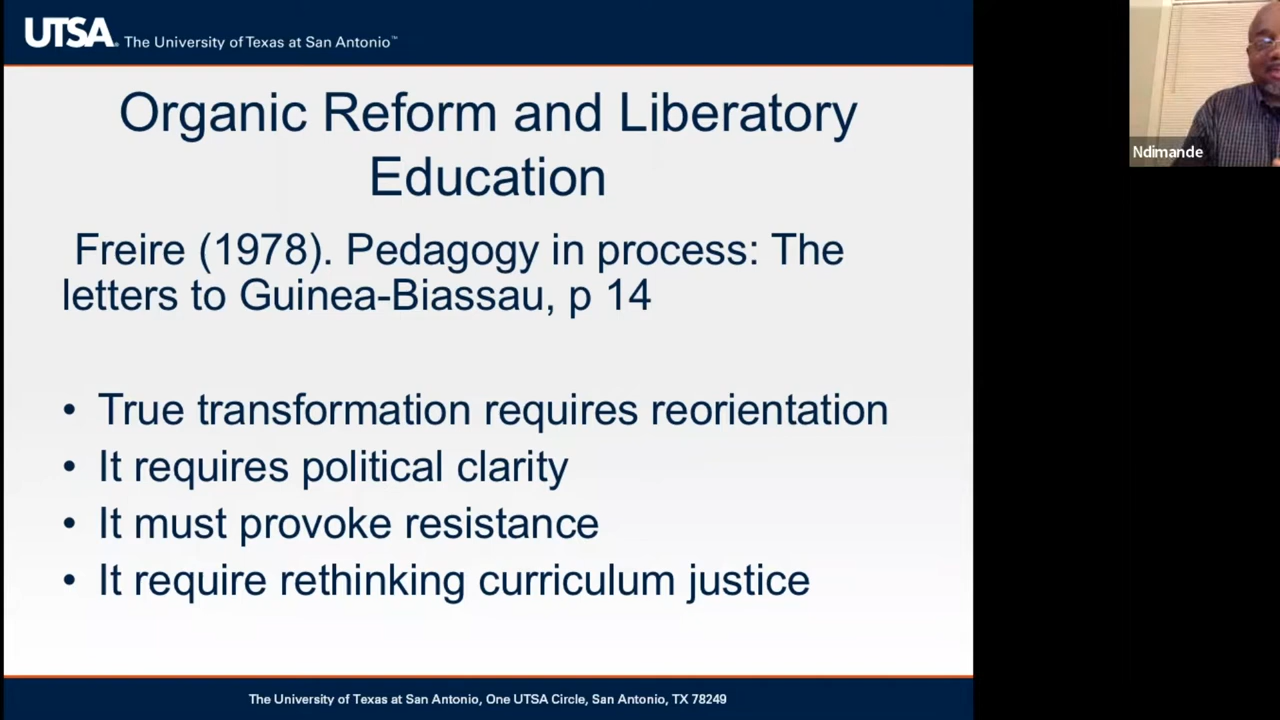 UTSA. The University of Texas at San Antonio™
Organic Reform and Liberatory
Education
Freire (1978). Pedagogy in process: The
letters to Guinea-Biassau, p 14
• True transformation requires reorientation
• It requires political clarity
• It must provoke resistance
• It require rethinking curriculum justice
The University of Texas at San Antonio, One UTSA Circle, San Antonio, TX 78249
Ndimande